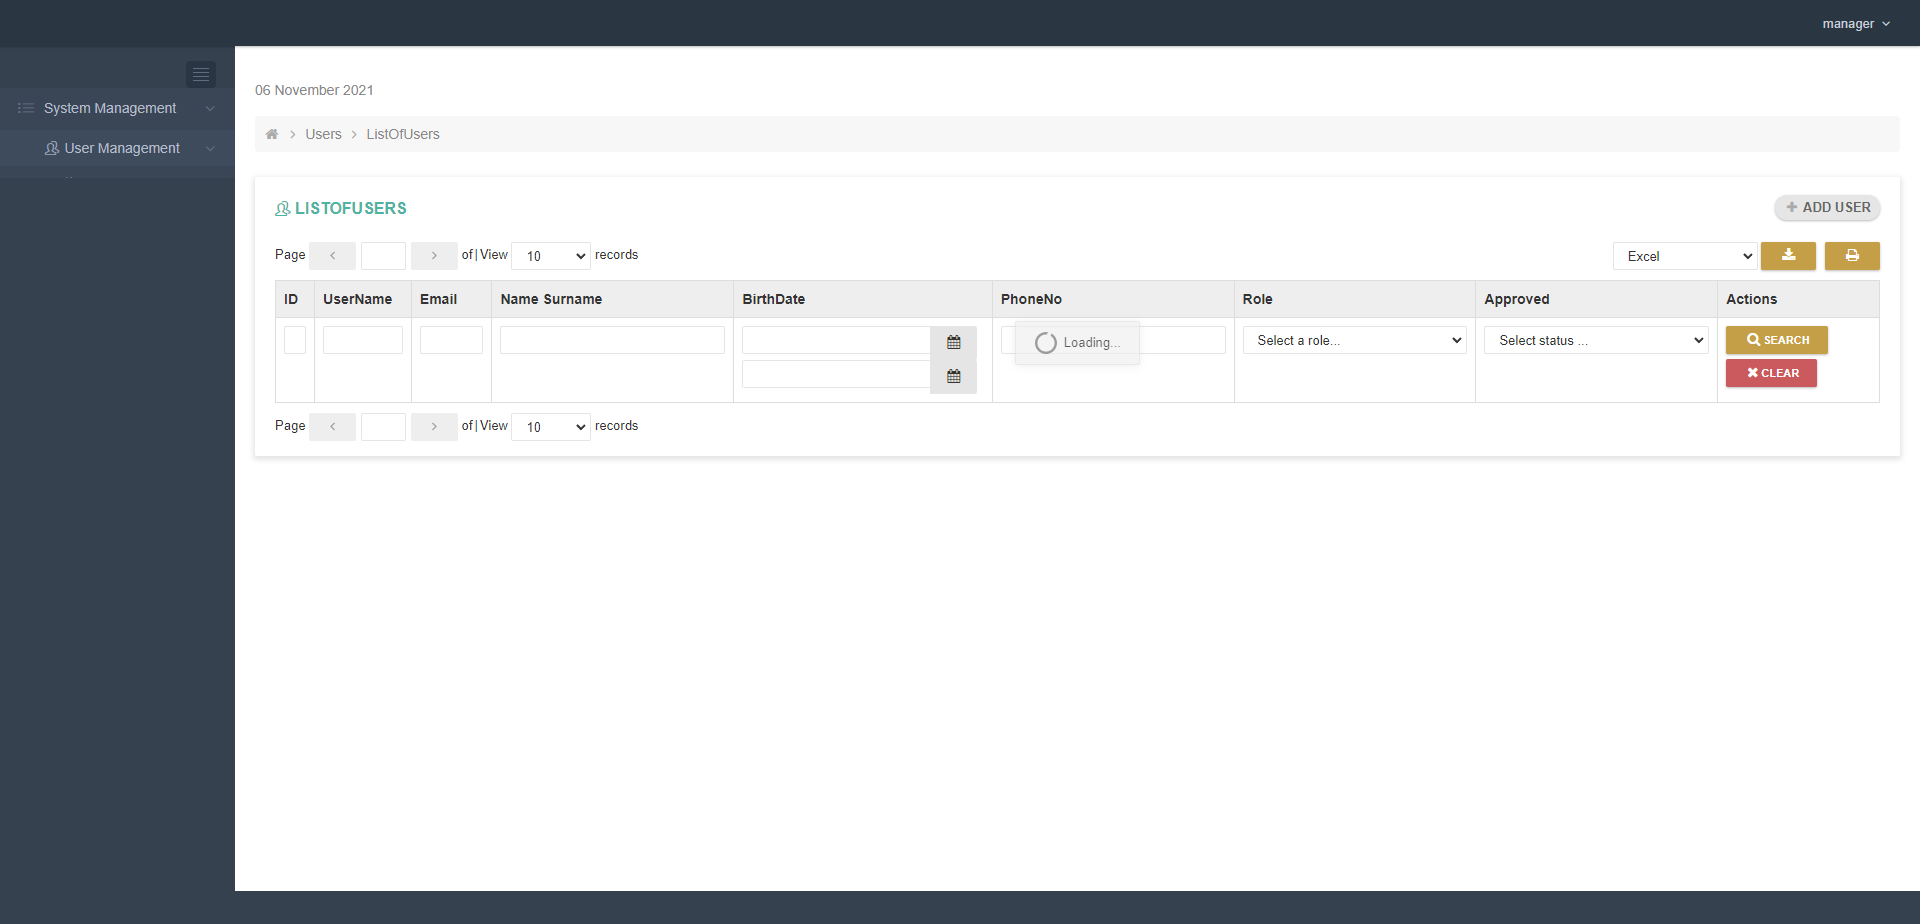 manager
System Management
User Management
06 November 2021
Users ListOfUsers
LISTOFUSERS
ADD USER
Page of | View 10 records
Excel
ID UserName Email Name Surname BirthDate PhoneNo Role Approved Actions
Loading...
Select a role...
Select status ...
SEARCH
CLEAR
Page of | View 10 records